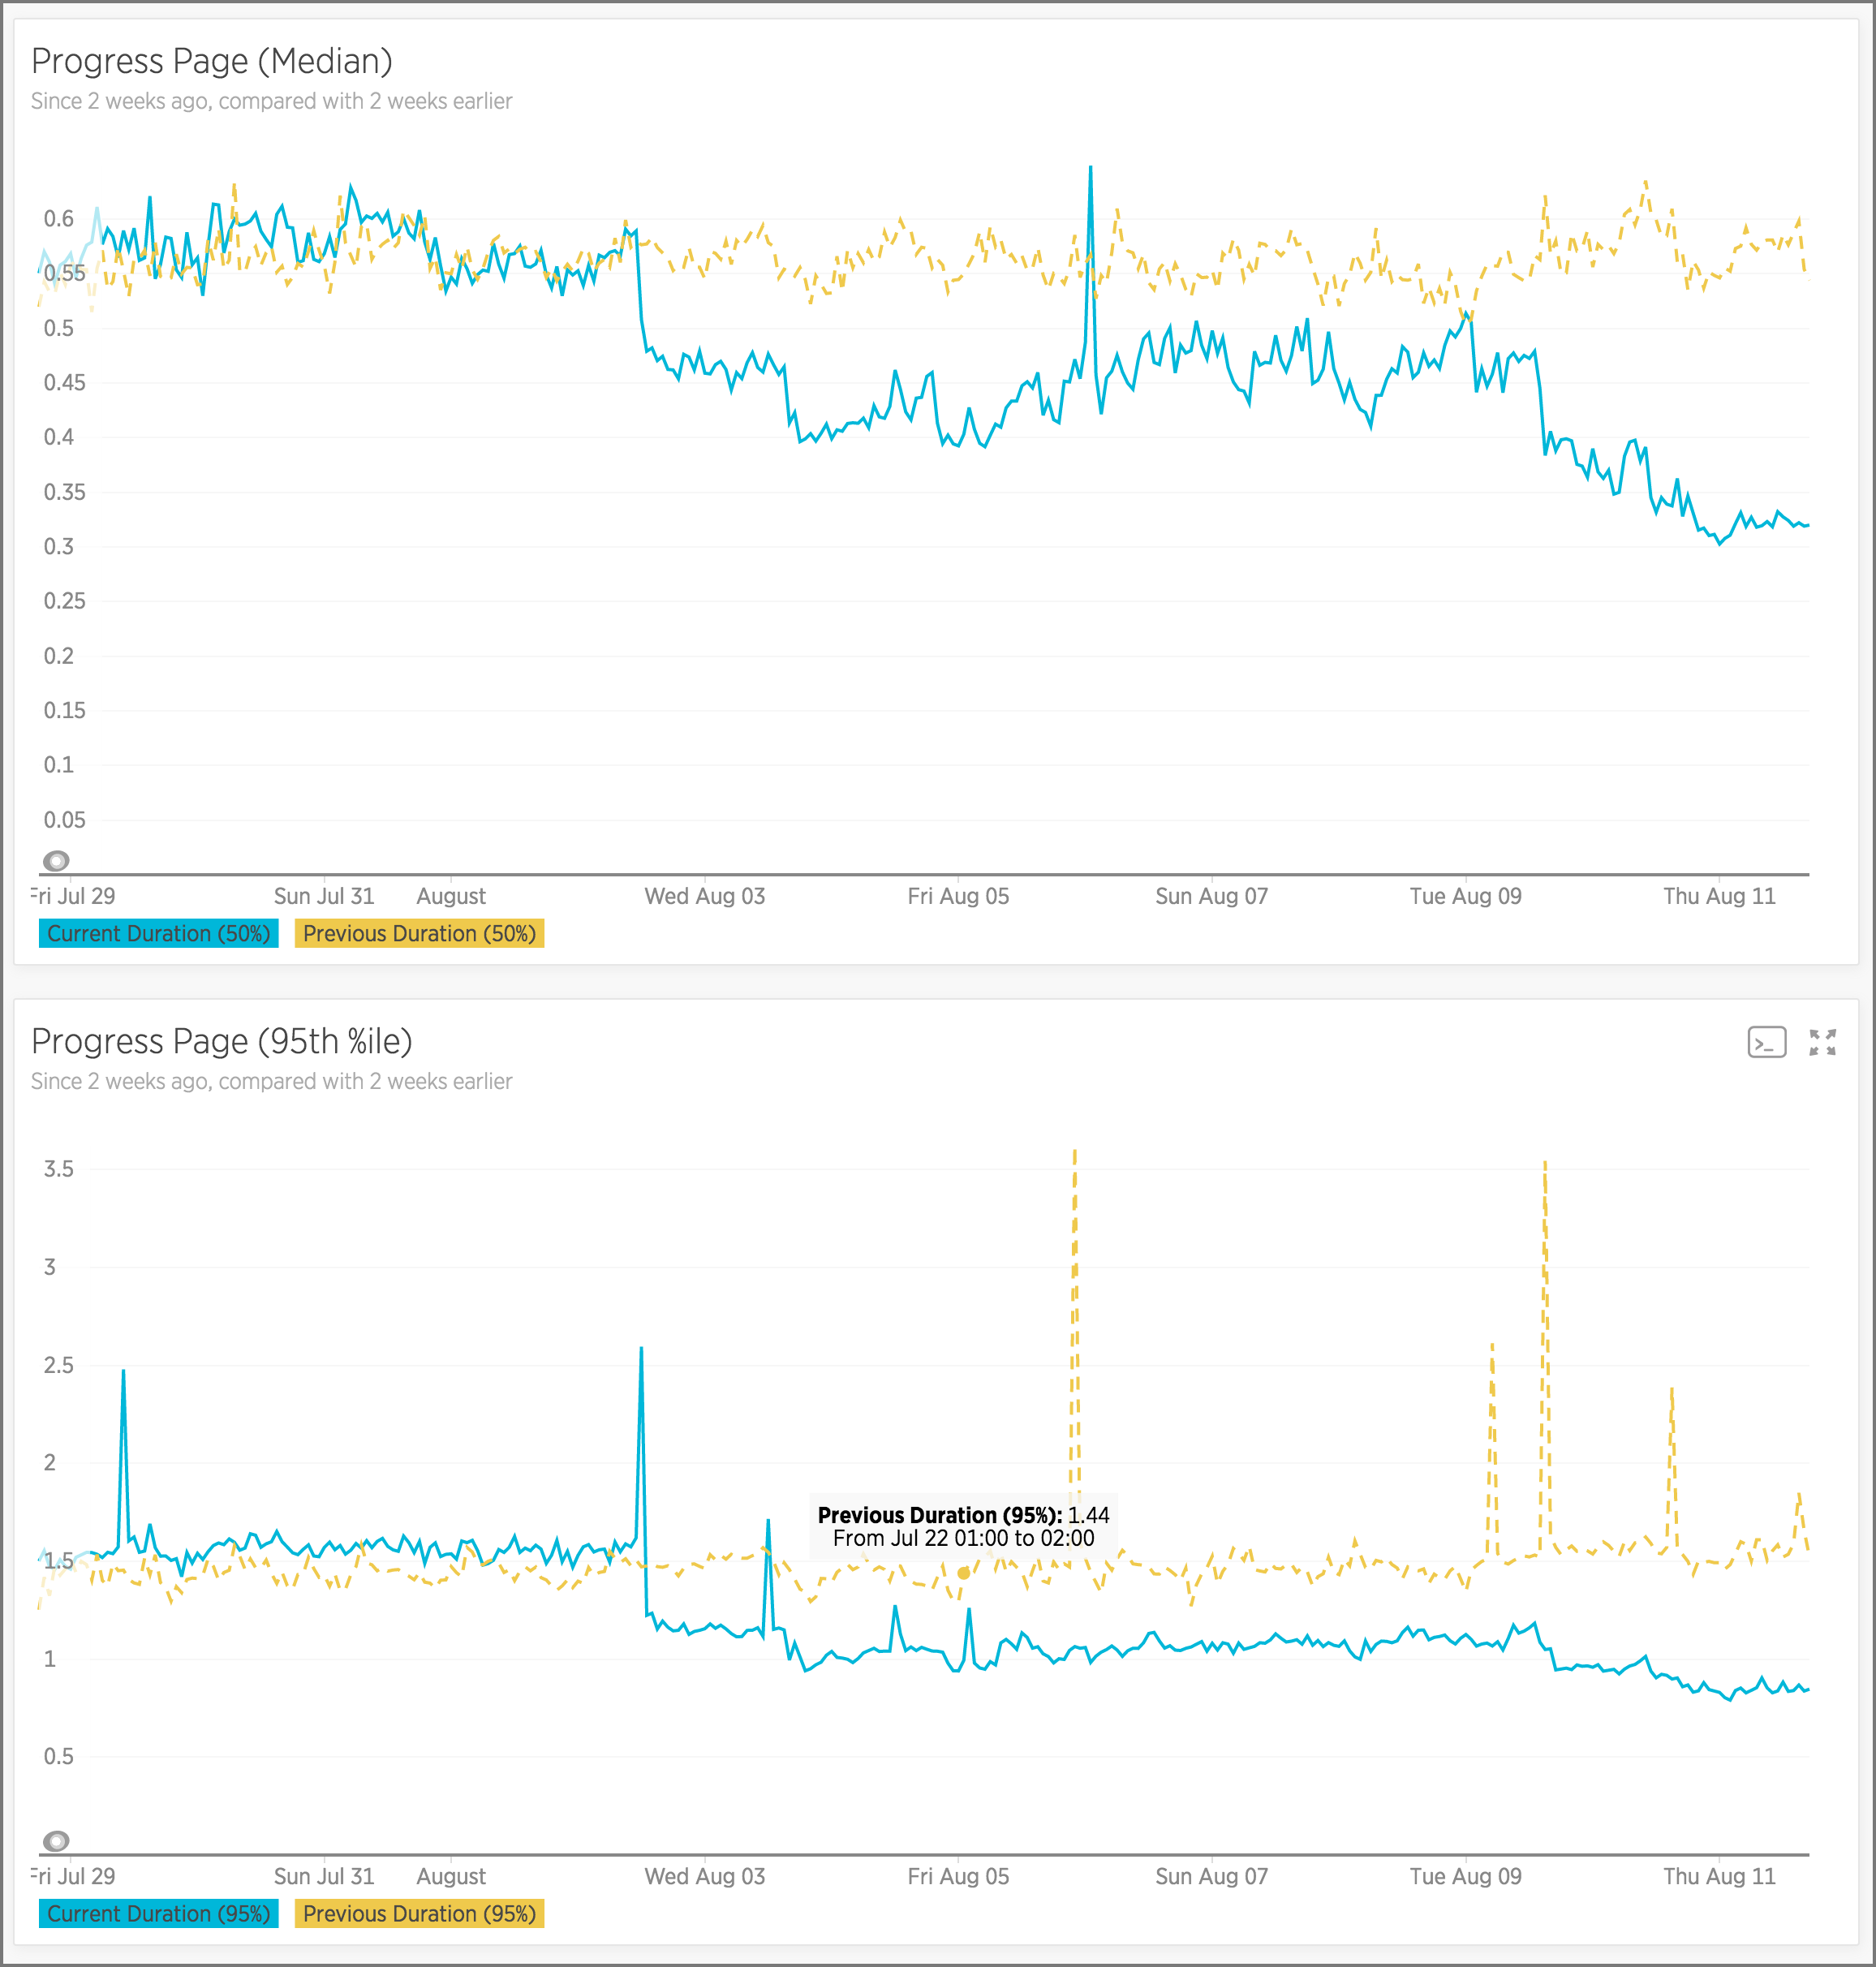 Progress Page (Median)
Since 2 weeks ago, compared with 2 weeks earlier
0.6
0.55
0.5
0.45
0.4
0.35
0.3
0.25
0.2
0.15
0.1
0.05
Fri Jul 29 Sun Jul 31 August Wed Aug 03 Fri Aug 05 Sun Aug 07 Tue Aug 09 Thu Aug 11
Current Duration (50%) Previous Duration (50%)
Progress Page (95th %ile)
>_
Since 2 weeks ago, compared with 2 weeks earlier
3.5
3
2.5
2
Previous Duration (95%): 1.44
From Jul 22 01:00 to 02:00
1.5
1
0.5
Fri Jul 29 Sun Jul 31 August Wed Aug 03 Fri Aug 05 Sun Aug 07 Tue Aug 09 Thu Aug 11
Current Duration (95%) Previous Duration (95%)